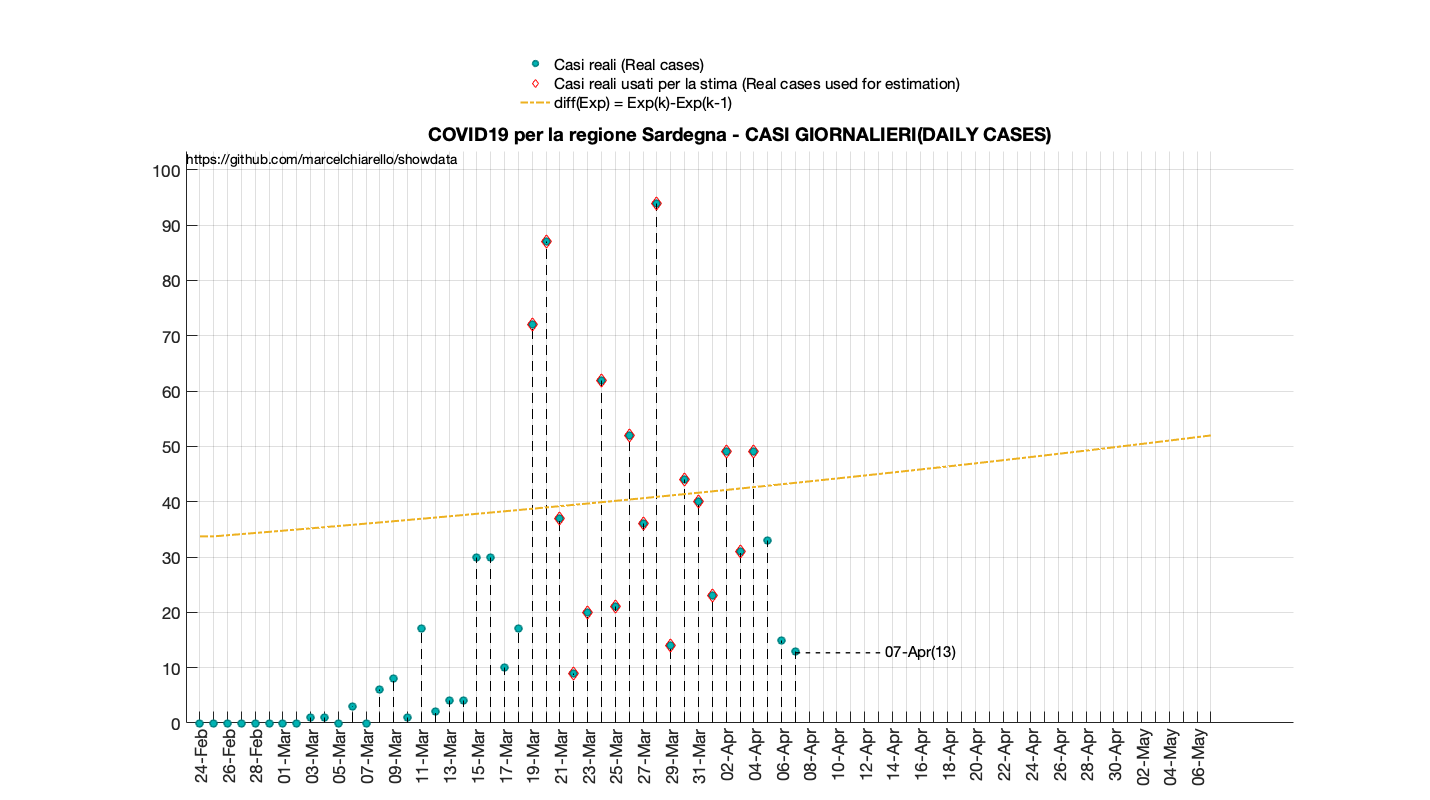 Casi reali (Real cases)
Casi reali usati per la stima (Real cases used for estimation)
diff(Exp) = Exp(k)-Exp(k-1)
COVID19 per la regione Sardegna - CASI GIORNALIERI(DAILY CASES)
https://github.com/marcelchiarello/showdata
100
90
80
70
60
50
40
30
20
10
0
07-Apr(13)
24-Feb
26-Feb
28-Feb
01-Mar
03-Mar
05-Mar
07-Mar
09-Mar
11-Mar
13-Mar
15-Mar
17-Mar
19-Mar
21-Mar
23-Mar
25-Mar
27-Mar
29-Mar
31-Mar
02-Apr
04-Apr
06-Apr
08-Apr
10-Apr
12-Apr
14-Apr
16-Apr
18-Apr
20-Apr
22-Apr
24-Apr
26-Apr
28-Apr
30-Apr
02-May
04-May
06-May